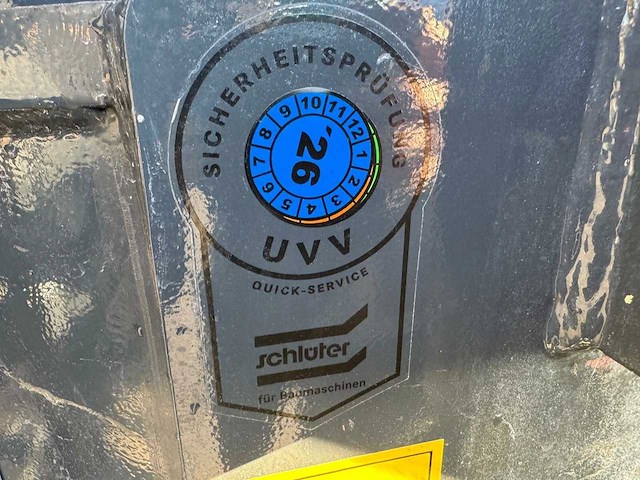 SICHERHEITSPRÜFUNG
1 2 3 4 5 6 7 8 9 10 11 12
'26
UVV
QUICK-SERVICE
schlüter
für Baumaschinen